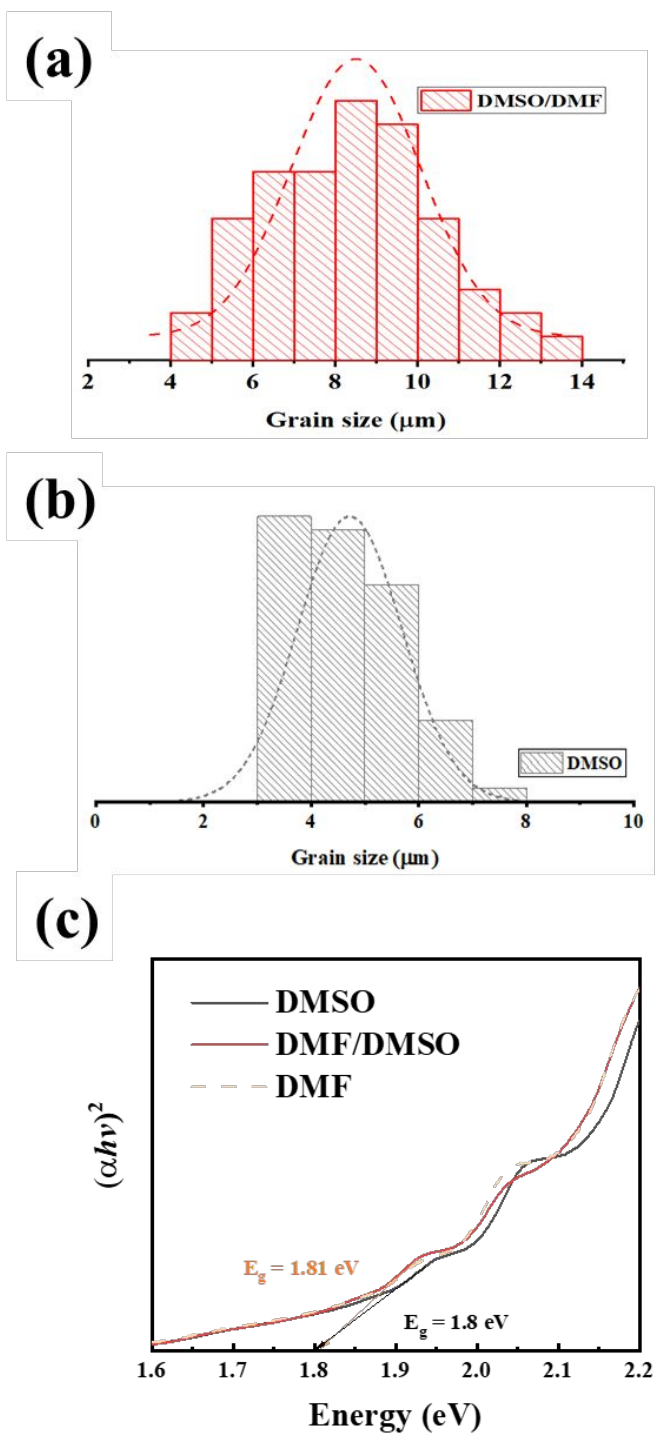 (a)
DMSO/DMF
2 4 6 8 10 12 14
Grain size (μm)
(b)
DMSO
0 2 4 6 8 10
Grain size (μm)
(c)
DMSO
DMF/DMSO
DMF
(αhν)²
E_g = 1.81 eV
E_g = 1.8 eV
1.6 1.7 1.8 1.9 2.0 2.1 2.2
Energy (eV)